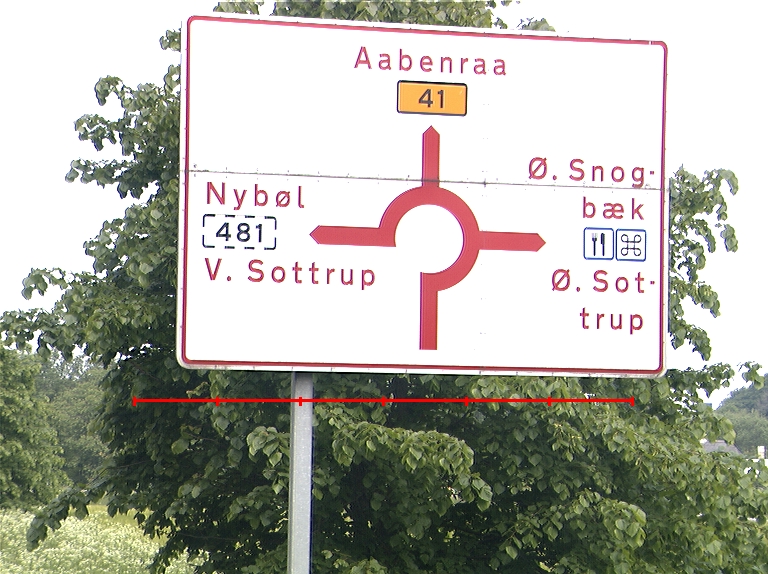 Aabenraa
41
Nybøl
481
V. Sottrup
Ø. Snog-
bæk
Ø. Sot-
trup